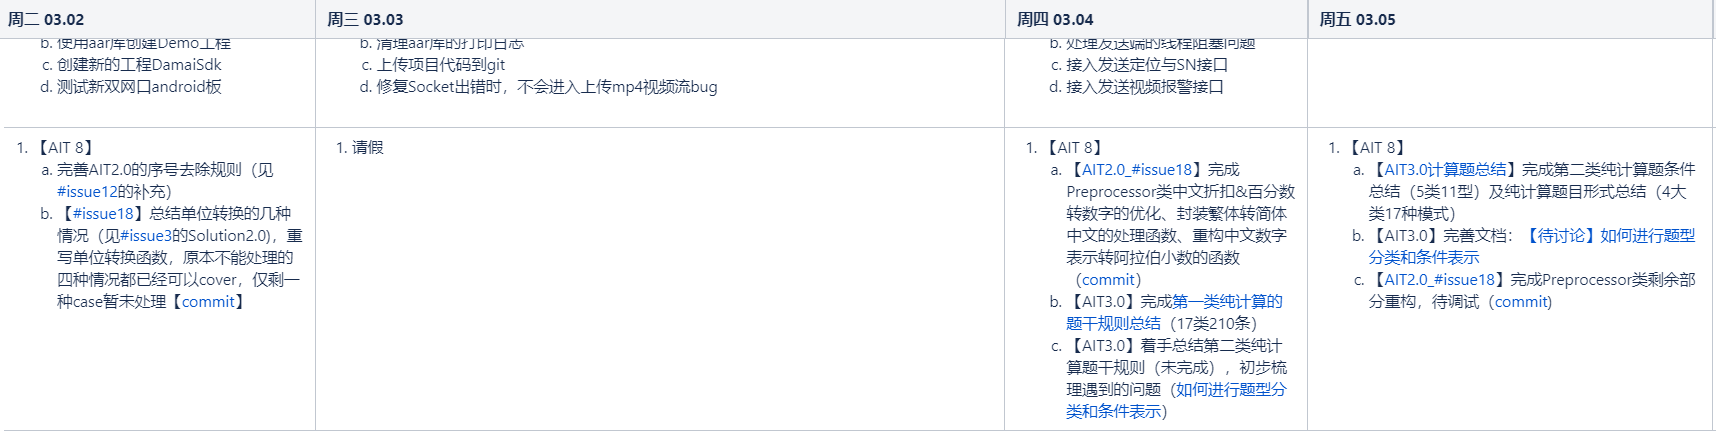 周二 03.02
周三 03.03
周四 03.04
周五 03.05
b. 使用aar库创建Demo工程
c. 创建新的工程DamaiSdk
d. 测试新双网口android板
b. 清理aar库的打印日志
c. 上传项目代码到git
d. 修复Socket出错时，不会进入上传mp4视频流bug
b. 处理发送端的线程阻塞问题
c. 接入发送定位与SN接口
d. 接入发送视频报警接口
1. 【AIT 8】
a. 完善AIT2.0的序号去除规则（见
#issue12的补充）
b. 【#issue18】总结单位转换的几种
情况（见#issue3的Solution2.0)，重
写单位转换函数，原本不能处理的
四种情况都已经可以cover，仅剩一
种case暂未处理【commit】
1. 请假
1. 【AIT 8】
a. 【AIT2.0_#issue18】完成
Preprocessor类中文折扣&百分数
转数字的优化、封装繁体转简体
中文的处理函数、重构中文数字
表示转阿拉伯小数的函数
（commit）
b. 【AIT3.0】完成第一类纯计算的
题干规则总结（17类210条）
c. 【AIT3.0】着手总结第二类纯计
算题干规则（未完成），初步梳
理遇到的问题（如何进行题型分
类和条件表示）
1. 【AIT 8】
a. 【AIT3.0计算题总结】完成第二类纯计算题条件
总结（5类11型）及纯计算题目形式总结（4大
类17种模式）
b. 【AIT3.0】完善文档：【待讨论】如何进行题型
分类和条件表示
c. 【AIT2.0_#issue18】完成Preprocessor类剩余部
分重构，待调试（commit)